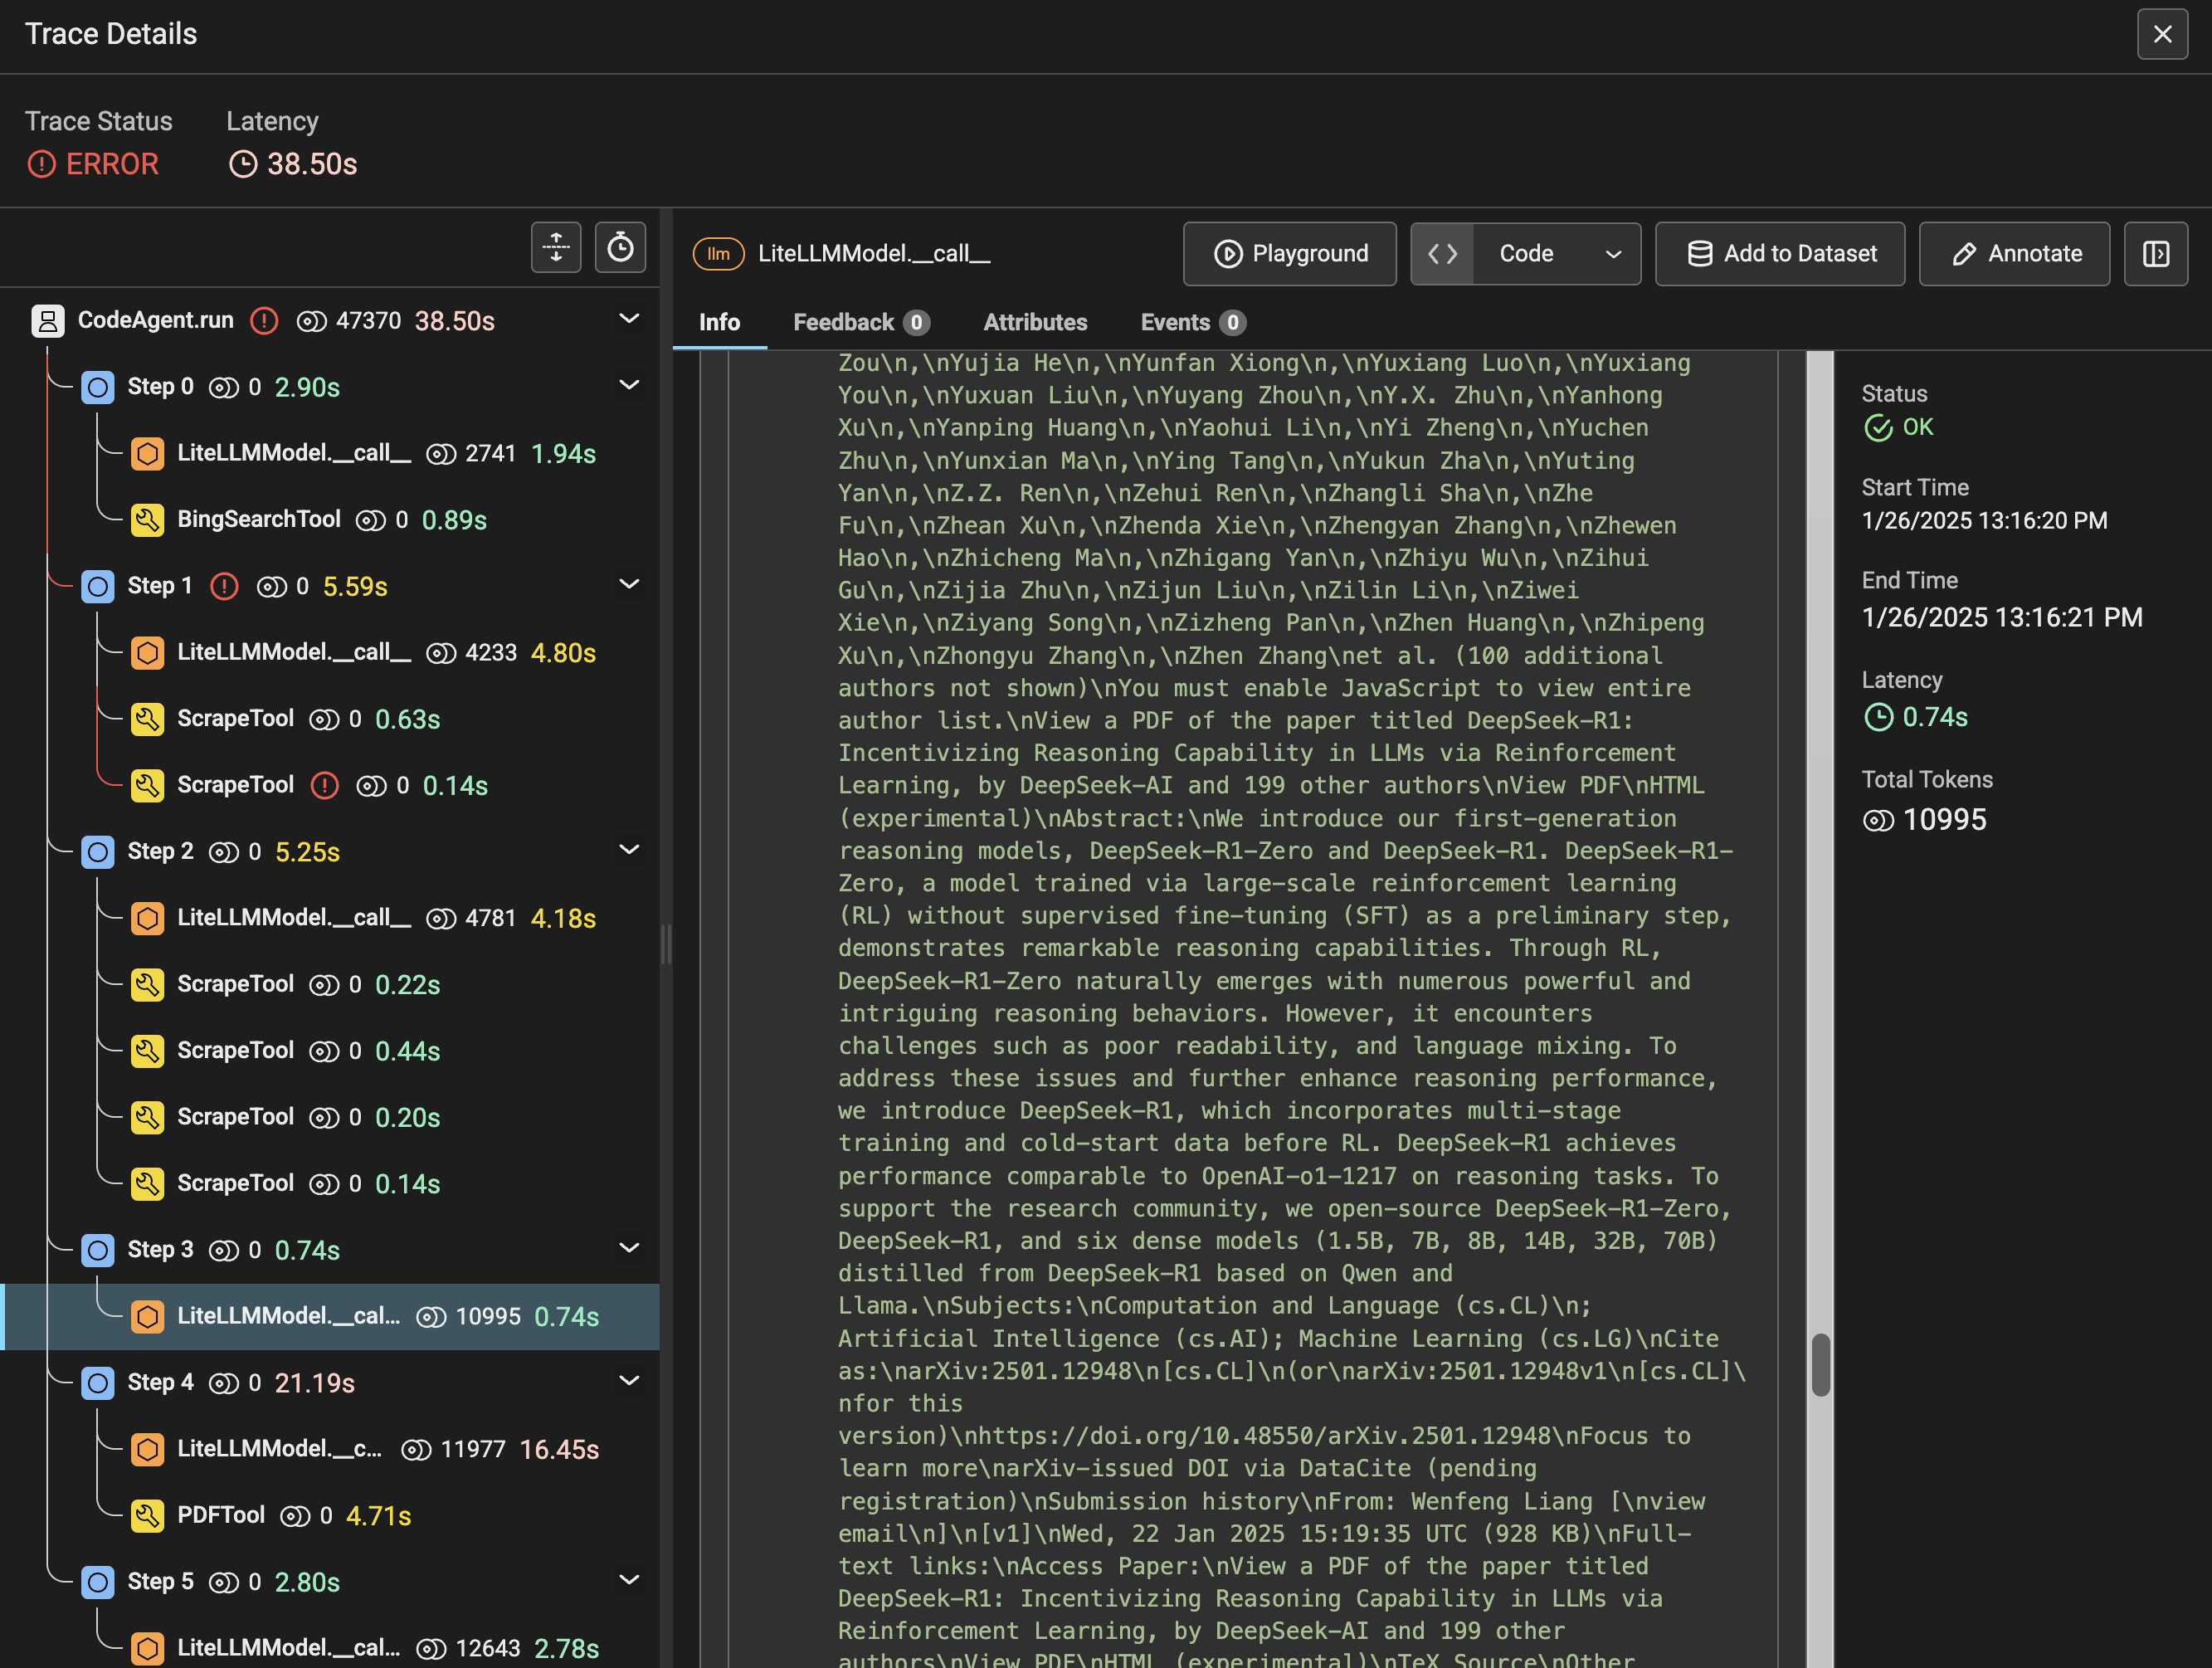 Trace Details
Trace Status
ERROR
Latency
38.50s
CodeAgent.run 47370 38.50s
Step 0 0 2.90s
LiteLLMModel.__call__ 2741 1.94s
BingSearchTool 0 0.89s
Step 1 0 5.59s
LiteLLMModel.__call__ 4233 4.80s
ScrapeTool 0 0.63s
ScrapeTool 0 0.14s
Step 2 0 5.25s
LiteLLMModel.__call__ 4781 4.18s
ScrapeTool 0 0.22s
ScrapeTool 0 0.44s
ScrapeTool 0 0.20s
ScrapeTool 0 0.14s
Step 3 0 0.74s
LiteLLMModel.__cal... 10995 0.74s
Step 4 0 21.19s
LiteLLMModel.__c... 11977 16.45s
PDFTool 0 4.71s
Step 5 0 2.80s
LiteLLMModel.__cal... 12643 2.78s
llm LiteLLMModel.__call__
Playground
Code
Add to Dataset
Annotate
Info
Feedback 0
Attributes
Events 0
Zou\n,\nYujia He\n,\nYunfan Xiong\n,\nYuxiang Luo\n,\nYuxiang
You\n,\nYuxuan Liu\n,\nYuyang Zhou\n,\nY.X. Zhu\n,\nYanhong
Xu\n,\nYanping Huang\n,\nYaohui Li\n,\nYi Zheng\n,\nYuchen
Zhu\n,\nYunxian Ma\n,\nYing Tang\n,\nYukun Zha\n,\nYuting
Yan\n,\nZ.Z. Ren\n,\nZehui Ren\n,\nZhangli Sha\n,\nZhe
Fu\n,\nZhean Xu\n,\nZhenda Xie\n,\nZhengyan Zhang\n,\nZhewen
Hao\n,\nZhicheng Ma\n,\nZhigang Yan\n,\nZhiyu Wu\n,\nZihui
Gu\n,\nZijia Zhu\n,\nZijun Liu\n,\nZilin Li\n,\nZiwei
Xie\n,\nZiyang Song\n,\nZizheng Pan\n,\nZhen Huang\n,\nZhipeng
Xu\n,\nZhongyu Zhang\n,\nZhen Zhang\net al. (100 additional
authors not shown)\nYou must enable JavaScript to view entire
author list.\nView a PDF of the paper titled DeepSeek-R1:
Incentivizing Reasoning Capability in LLMs via Reinforcement
Learning, by DeepSeek-AI and 199 other authors\nView PDF\nHTML
(experimental)\nAbstract:\nWe introduce our first-generation
reasoning models, DeepSeek-R1-Zero and DeepSeek-R1. DeepSeek-R1-
Zero, a model trained via large-scale reinforcement learning
(RL) without supervised fine-tuning (SFT) as a preliminary step,
demonstrates remarkable reasoning capabilities. Through RL,
DeepSeek-R1-Zero naturally emerges with numerous powerful and
intriguing reasoning behaviors. However, it encounters
challenges such as poor readability, and language mixing. To
address these issues and further enhance reasoning performance,
we introduce DeepSeek-R1, which incorporates multi-stage
training and cold-start data before RL. DeepSeek-R1 achieves
performance comparable to OpenAI-o1-1217 on reasoning tasks. To
support the research community, we open-source DeepSeek-R1-Zero,
DeepSeek-R1, and six dense models (1.5B, 7B, 8B, 14B, 32B, 70B)
distilled from DeepSeek-R1 based on Qwen and
Llama.\nSubjects:\nComputation and Language (cs.CL)\n;
Artificial Intelligence (cs.AI); Machine Learning (cs.LG)\nCite
as:\narXiv:2501.12948\n[cs.CL]\n(or\narXiv:2501.12948v1\n[cs.CL]\
nfor this
version)\nhttps://doi.org/10.48550/arXiv.2501.12948\nFocus to
learn more\narXiv-issued DOI via DataCite (pending
registration)\nSubmission history\nFrom: Wenfeng Liang [\nview
email\n]\n[v1]\nWed, 22 Jan 2025 15:19:35 UTC (928 KB)\nFull-
text links:\nAccess Paper:\nView a PDF of the paper titled
DeepSeek-R1: Incentivizing Reasoning Capability in LLMs via
Reinforcement Learning, by DeepSeek-AI and 199 other
authors\nView PDF\nHTML (experimental)\nTeX Source\nOther
Status
OK
Start Time
1/26/2025 13:16:20 PM
End Time
1/26/2025 13:16:21 PM
Latency
0.74s
Total Tokens
10995